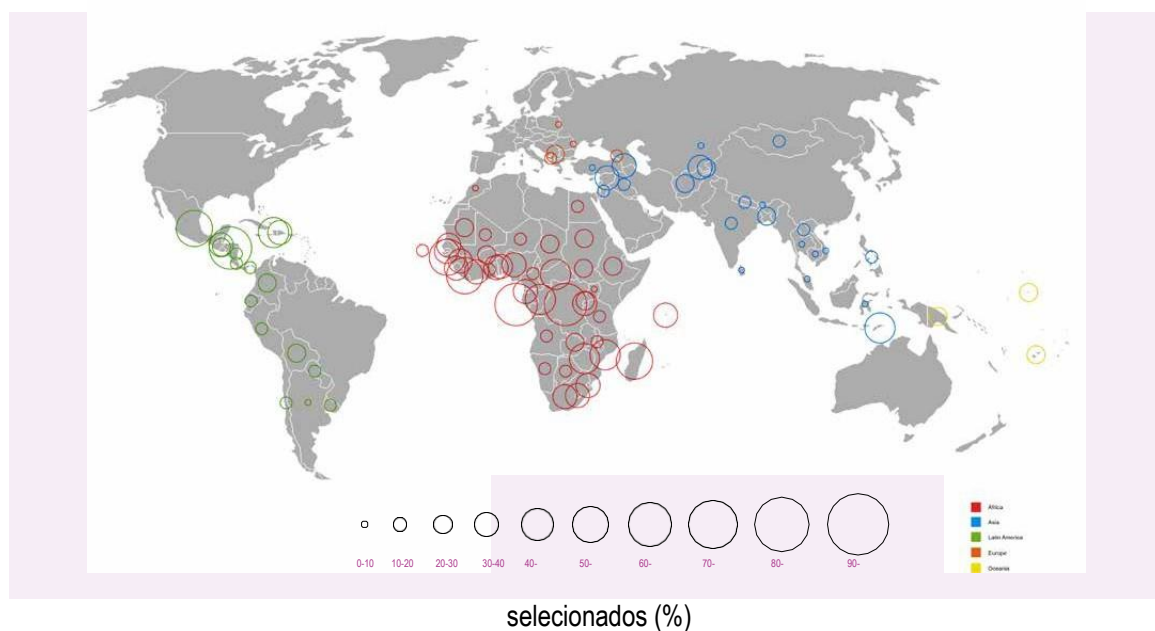 Africa
Asia
Latin America
Europe
Oceania
0-10 10-20 20-30 30-40 40- 50- 60- 70- 80- 90-
selecionados (%)